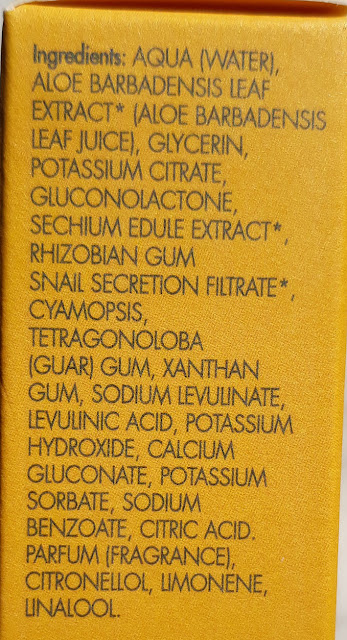 Ingredients: AQUA (WATER),
ALOE BARBADENSIS LEAF
EXTRACT* (ALOE BARBADENSIS
LEAF JUICE), GLYCERIN,
POTASSIUM CITRATE,
GLUCONOLACTONE,
SECHIUM EDULE EXTRACT*,
RHIZOBIAN GUM
SNAIL SECRETION FILTRATE*,
CYAMOPSIS,
TETRAGONOLOBA
(GUAR) GUM, XANTHAN
GUM, SODIUM LEVULINATE,
LEVULINIC ACID, POTASSIUM
HYDROXIDE, CALCIUM
GLUCONATE, POTASSIUM
SORBATE, SODIUM
BENZOATE, CITRIC ACID.
PARFUM (FRAGRANCE),
CITRONELLOL, LIMONENE,
LINALOOL.